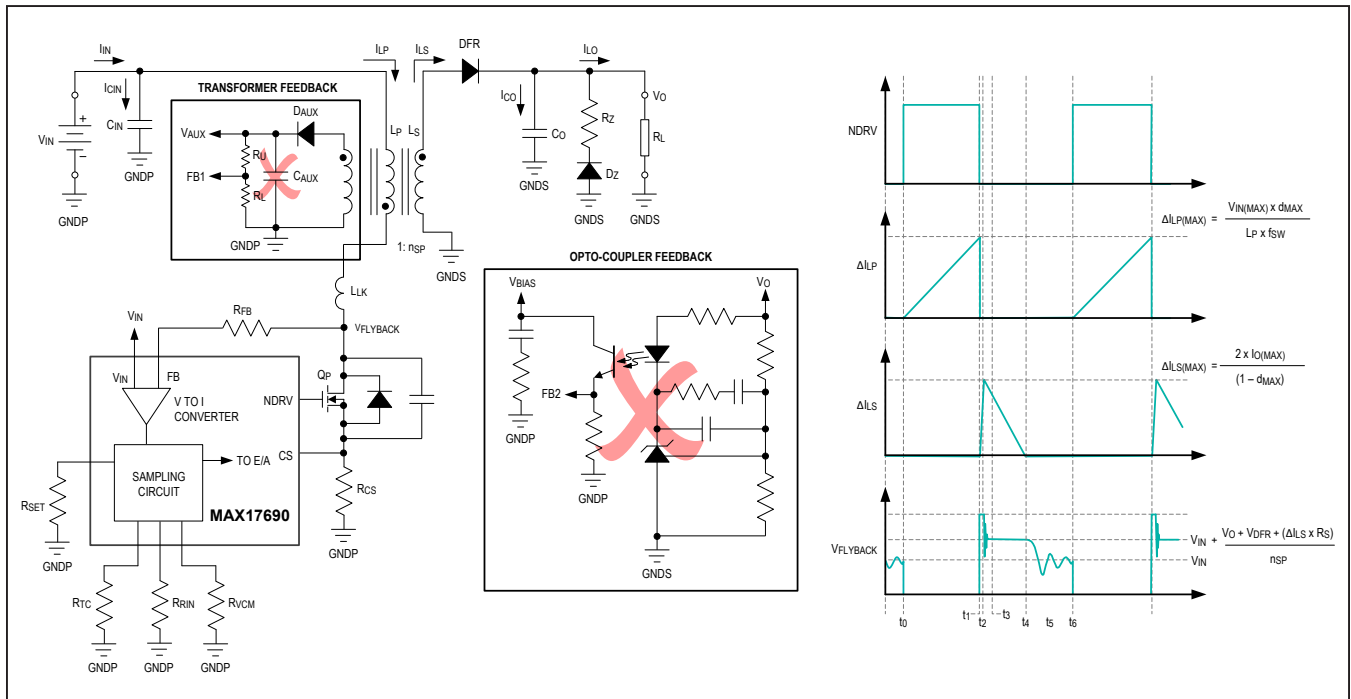 IIN
ICIN
VIN
+
−
CIN
GNDP
GNDP
TRANSFORMER FEEDBACK
DAUX
VAUX
RU
FB1
CAUX
RL
GNDP
ILP
ILS
DFR
ILO
LP LS
1: nSP
GNDS
ICO
CO
GNDS
RZ
DZ
GNDS
VO
RL
GNDS
LLK
VFLYBACK
RFB
VIN
VIN
FB
V TO I
CONVERTER
QP
NDRV
TO E/A
CS
SAMPLING
CIRCUIT
MAX17690
RSET
GNDP
RCS
GNDP
RTC
RRIN
RVCM
GNDP
GNDP
GNDP
OPTO-COUPLER FEEDBACK
VBIAS
VO
FB2
GNDP
GNDP
GNDS
NDRV
ΔILP(MAX) = VIN(MAX) x dMAX
LP x fSW
ΔILP
ΔILS(MAX) = 2 x IO(MAX)
(1 – dMAX)
ΔILS
VFLYBACK
VIN + VO + VDFR + (ΔILS x RS)
nSP
VIN
t0
t1
t2
t3
t4
t5
t6